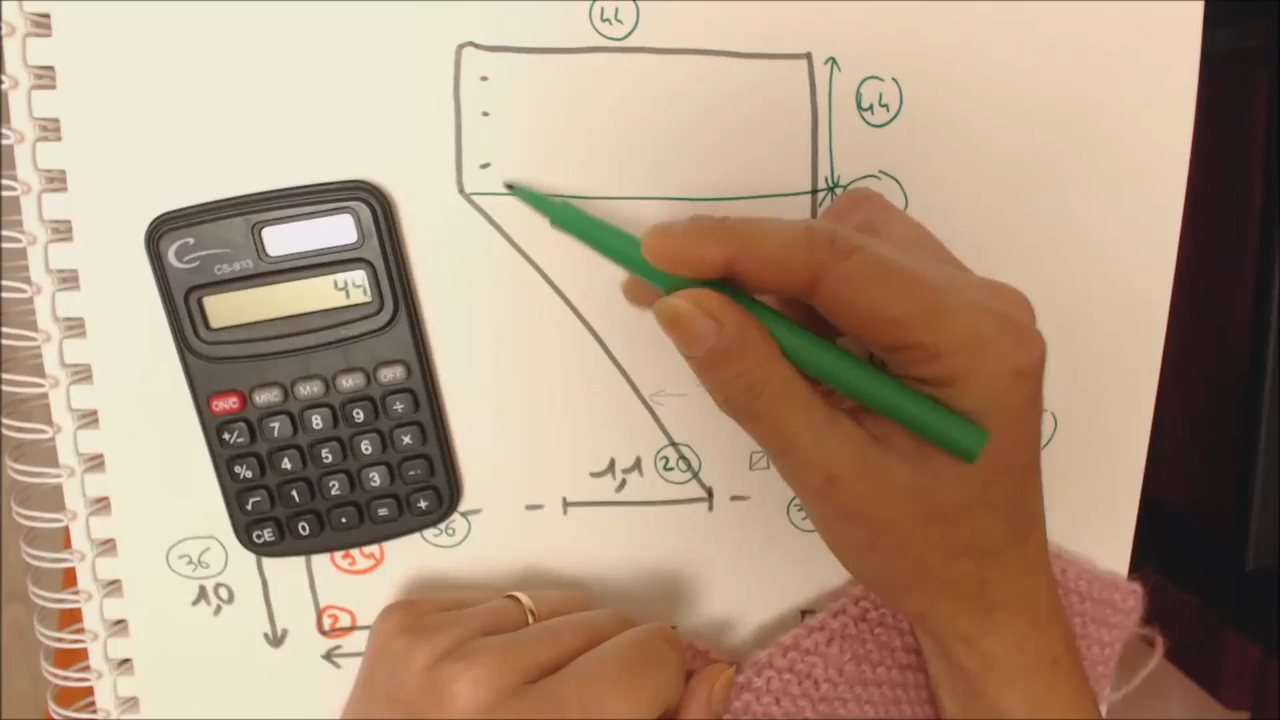 44
44
CS-913
44
ON/C MRC M+ M- OFF
+/- 7 8 9 ÷
% 4 5 6 ×
√ 1 2 3 -
CE 0 . = +
1,1 20
36
36
34
1,0
2